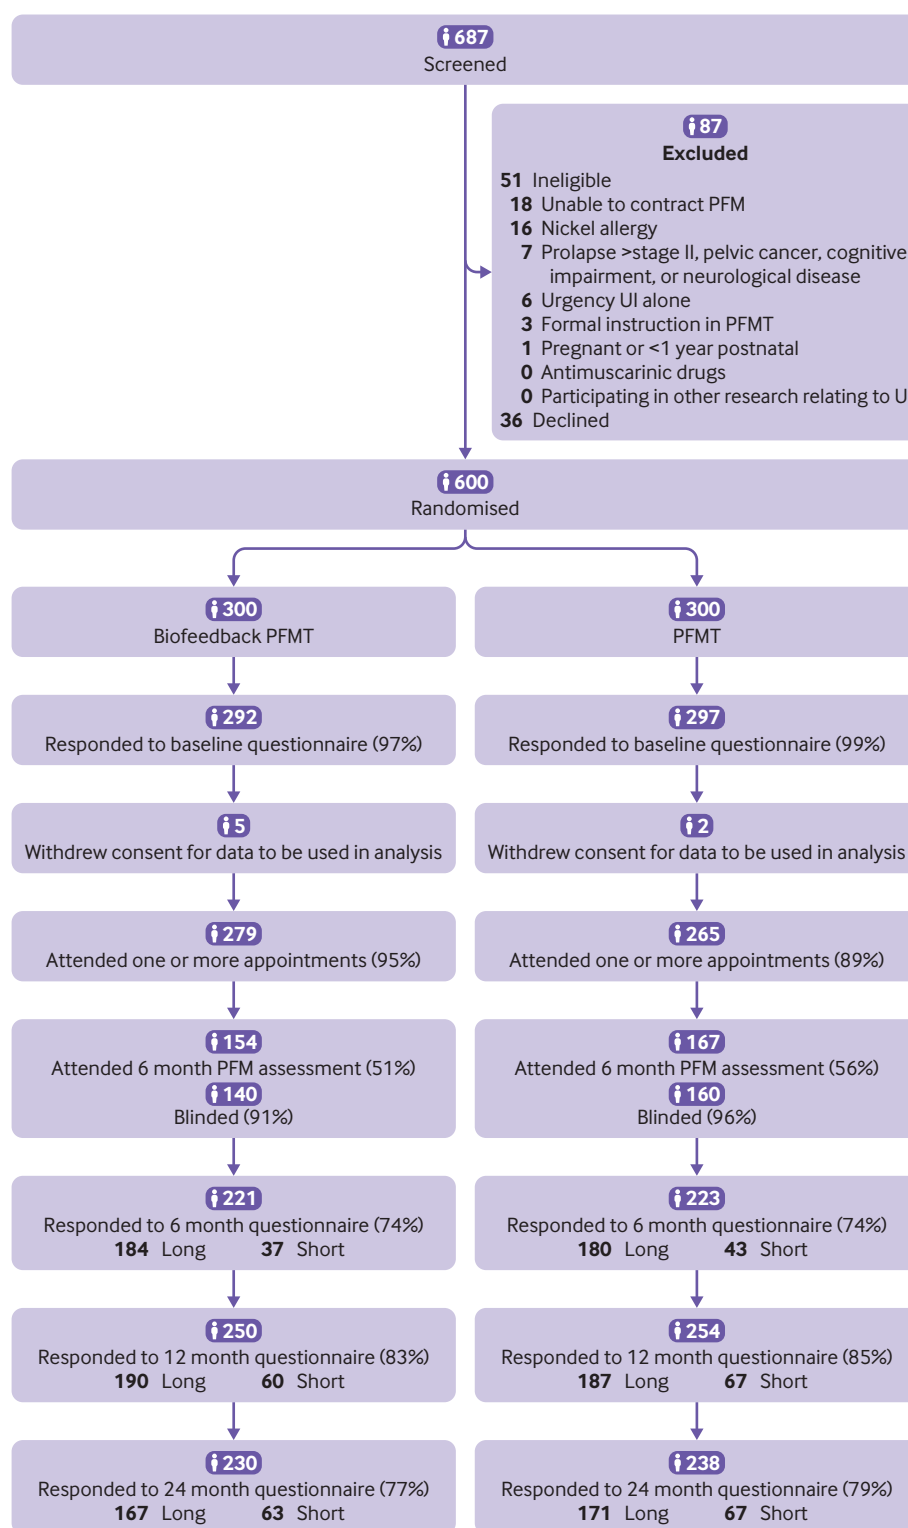 687
Screened
87
Excluded
51 Ineligible
18 Unable to contract PFM
16 Nickel allergy
7 Prolapse >stage II, pelvic cancer, cognitive
impairment, or neurological disease
6 Urgency UI alone
3 Formal instruction in PFMT
1 Pregnant or <1 year postnatal
0 Antimuscarinic drugs
0 Participating in other research relating to U
36 Declined
600
Randomised
300
Biofeedback PFMT
300
PFMT
292
Responded to baseline questionnaire (97%)
297
Responded to baseline questionnaire (99%)
5
Withdrew consent for data to be used in analysis
2
Withdrew consent for data to be used in analysis
279
Attended one or more appointments (95%)
265
Attended one or more appointments (89%)
154
Attended 6 month PFM assessment (51%)
140
Blinded (91%)
167
Attended 6 month PFM assessment (56%)
160
Blinded (96%)
221
Responded to 6 month questionnaire (74%)
184 Long 37 Short
223
Responded to 6 month questionnaire (74%)
180 Long 43 Short
250
Responded to 12 month questionnaire (83%)
190 Long 60 Short
254
Responded to 12 month questionnaire (85%)
187 Long 67 Short
230
Responded to 24 month questionnaire (77%)
167 Long 63 Short
238
Responded to 24 month questionnaire (79%)
171 Long 67 Short